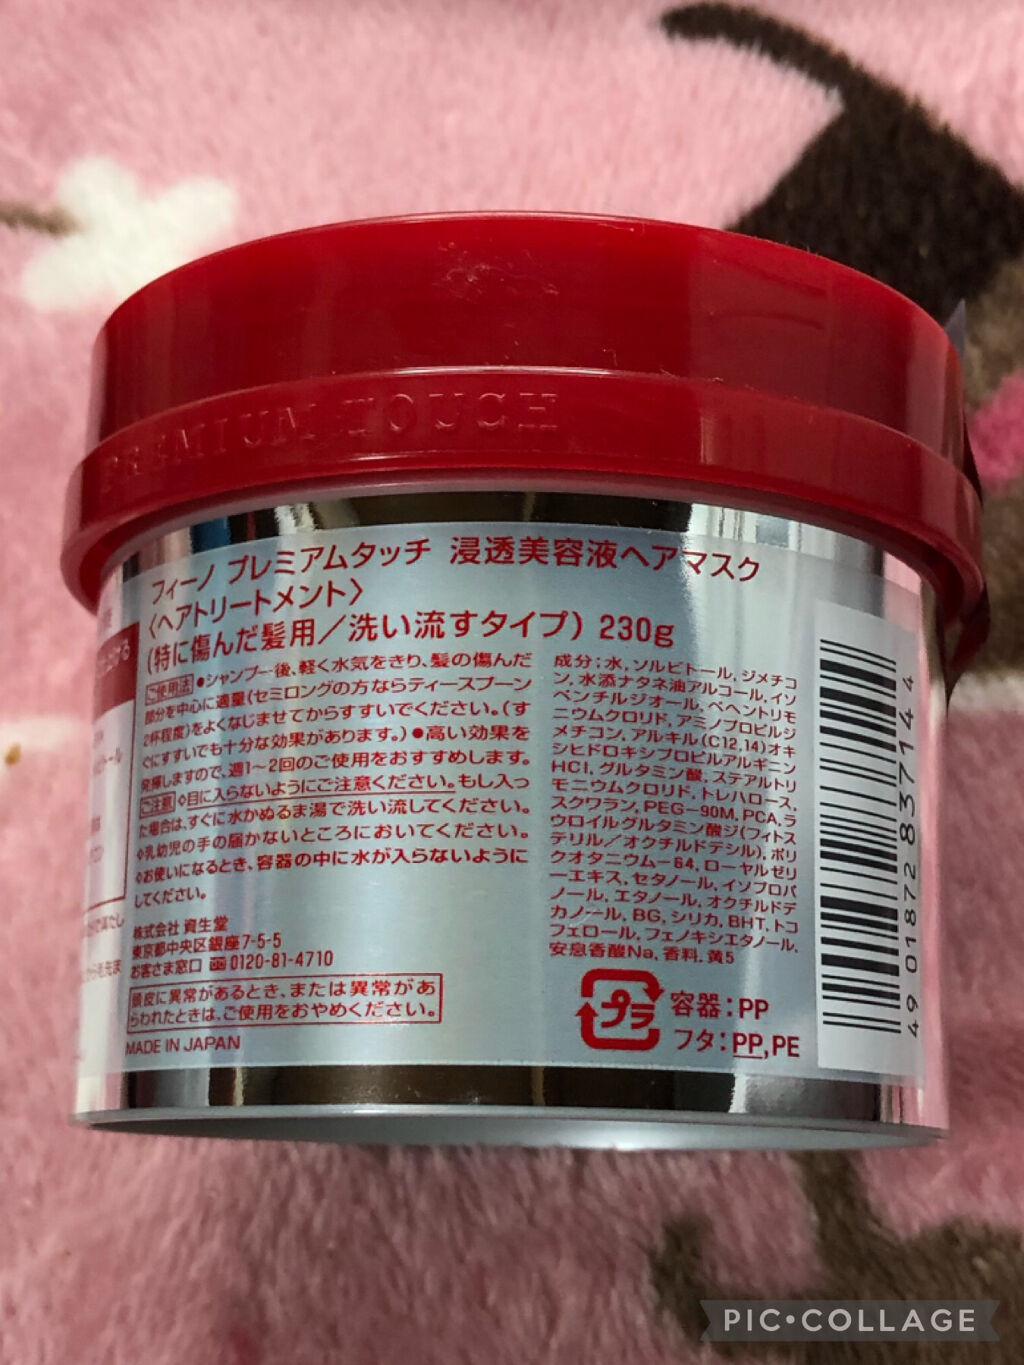 PREMIUM TOUCH
フィーノ プレミアムタッチ 浸透美容液ヘアマスク
〈ヘアトリートメント〉
(特に傷んだ髪用／洗い流すタイプ) 230g
ご使用法 ●シャンプー後、軽く水気をきり、髪の傷んだ
部分を中心に適量(セミロングの方ならティースプーン
2杯程度)をよくなじませてからすすいでください。(す
ぐにすすいでも十分な効果があります。) ●高い効果を
発揮しますので、週1～2回のご使用をおすすめします。
ご注意 ◇目に入らないようにご注意ください。もし入っ
た場合は、すぐに水かぬるま湯で洗い流してください。
◇乳幼児の手の届かないところにおいてください。
◇お使いになるとき、容器の中に水が入らないように
してください。
株式会社 資生堂
東京都中央区銀座7-5-5
お客さま窓口 0120-81-4710
頭皮に異常があるとき、または異常があ
らわれたときは、ご使用をおやめください。
MADE IN JAPAN
成分：水, ソルビトール, ジメチコ
ン, 水添ナタネ油アルコール, イソ
ペンチルジオール, ベヘントリモ
ニウムクロリド, アミノプロピルジ
メチコン, アルキル(C12,14)オキ
シヒドロキシプロピルアルギニン
HCl, グルタミン酸, ステアルトリ
モニウムクロリド, トレハロース,
スクワラン, PEG-90M, PCA, ラ
ウロイルグルタミン酸ジ(フィトス
テリル／オクチルドデシル), ポリ
クオタニウム-64, ローヤルゼリ
ーエキス, セタノール, イソプロパ
ノール, エタノール, オクチルドデ
カノール, BG, シリカ, BHT, トコ
フェロール, フェノキシエタノール,
安息香酸Na, 香料, 黄5
プラ
容器：PP
フタ：PP,PE
4901872837144
PIC•COLLAGE